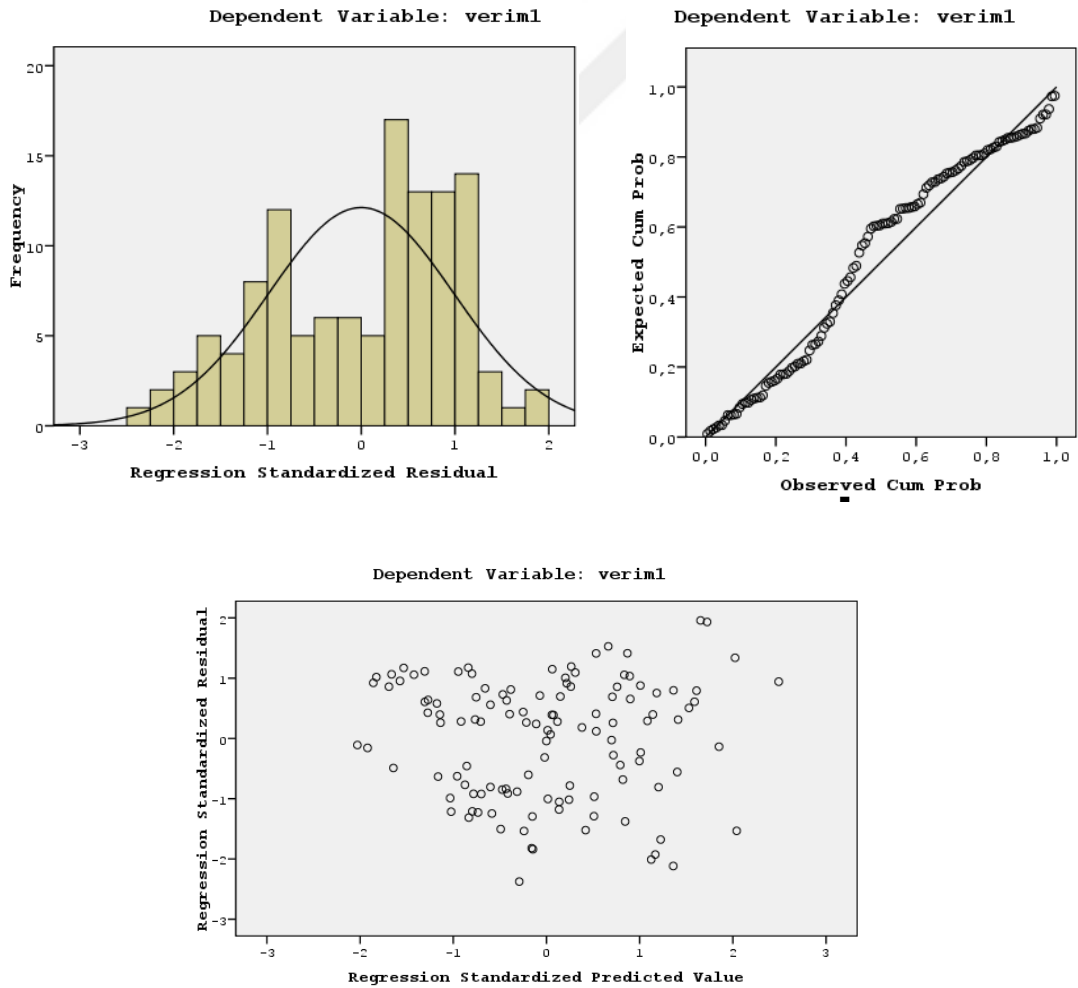 Dependent Variable: verim1
20
15
10
5
0
Frequency
-3 -2 -1 0 1 2
Regression Standardized Residual
Dependent Variable: verim1
1,0
0,8
0,6
0,4
0,2
0,0
Expected Cum Prob
0,0 0,2 0,4 0,6 0,8 1,0
Observed Cum Prob
Dependent Variable: verim1
2
1
0
-1
-2
-3
Regression Standardized Residual
-3 -2 -1 0 1 2 3
Regression Standardized Predicted Value